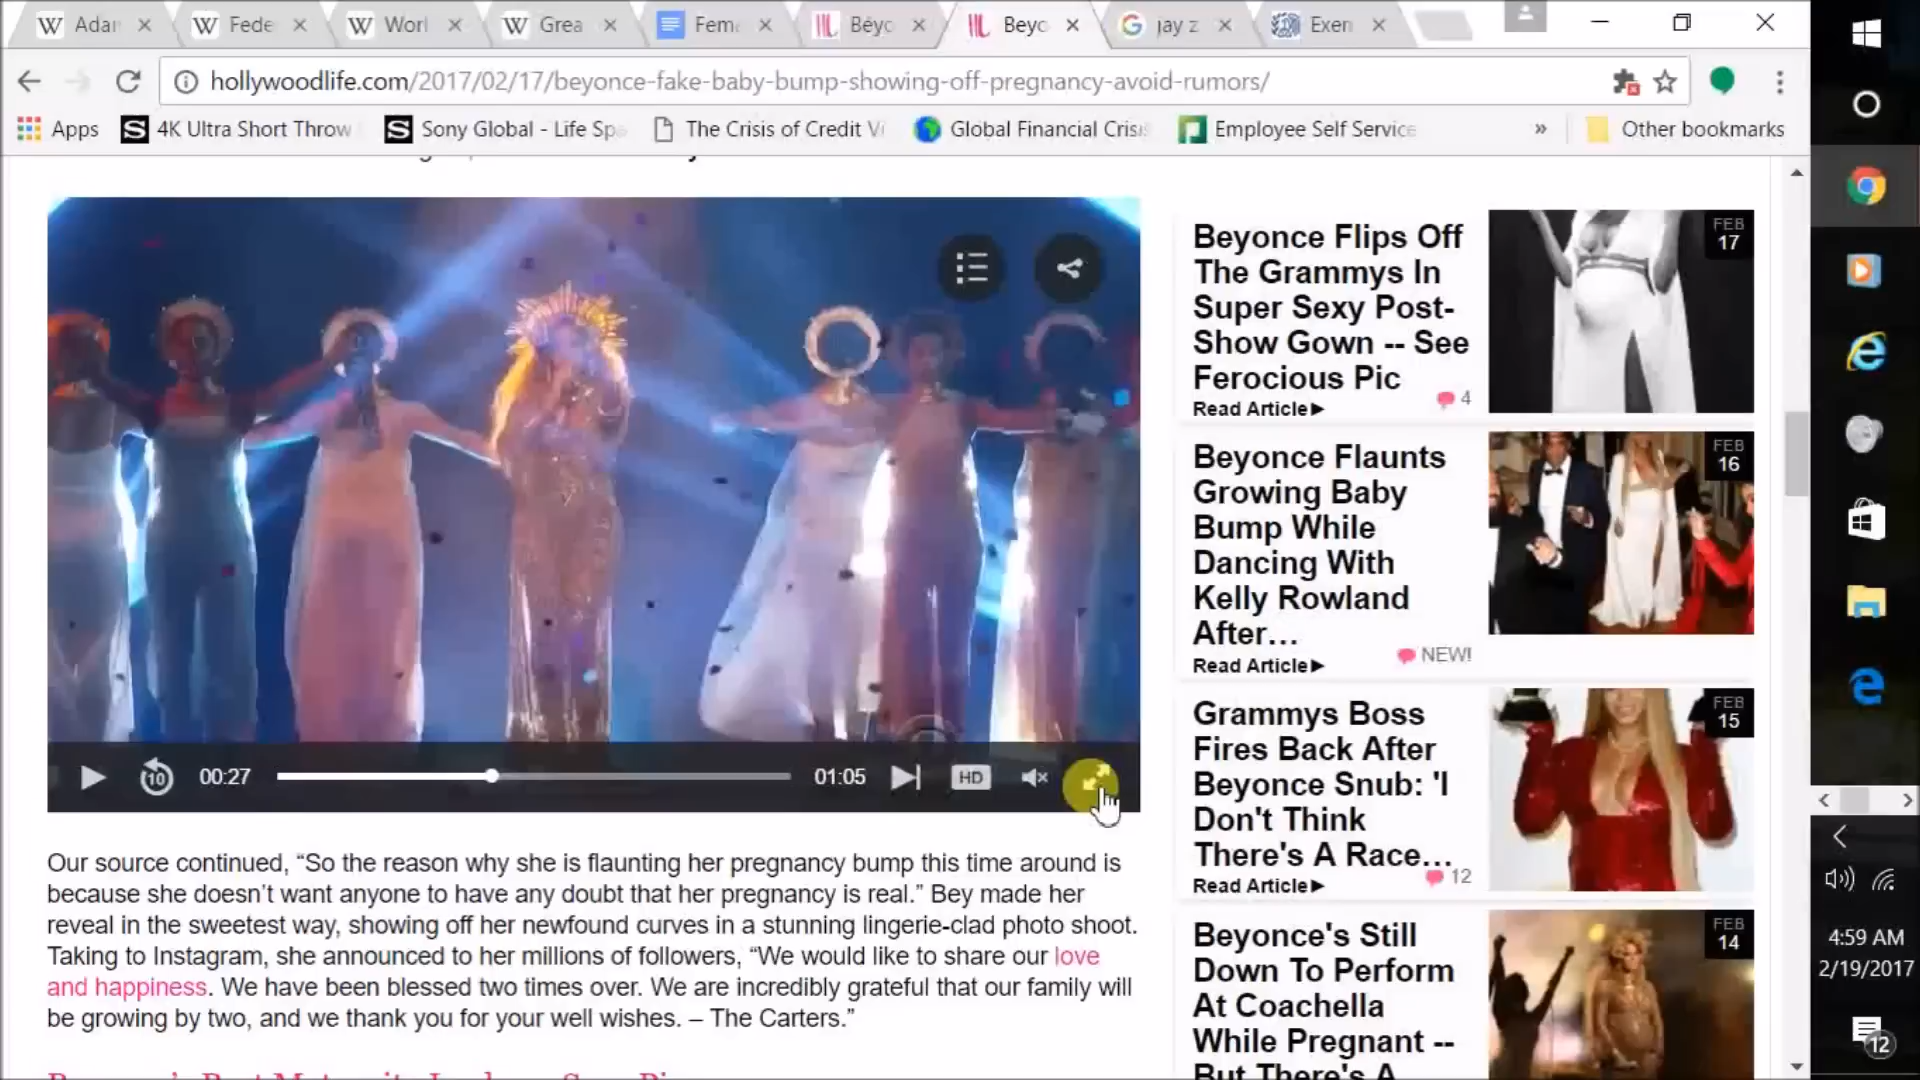 Adan
Fede
Worl
Grea
Fem
Béyc
Beyo
jay z
Exen
hollywoodlife.com/2017/02/17/beyonce-fake-baby-bump-showing-off-pregnancy-avoid-rumors/
Apps
4K Ultra Short Throw
Sony Global - Life Spa
The Crisis of Credit Vi
Global Financial Crisis
Employee Self Service
»
Other bookmarks
10
00:27
01:05
HD
Our source continued, “So the reason why she is flaunting her pregnancy bump this time around is
because she doesn’t want anyone to have any doubt that her pregnancy is real.” Bey made her
reveal in the sweetest way, showing off her newfound curves in a stunning lingerie-clad photo shoot.
Taking to Instagram, she announced to her millions of followers, “We would like to share our love
and happiness. We have been blessed two times over. We are incredibly grateful that our family will
be growing by two, and we thank you for your well wishes. – The Carters.”
Beyonce Flips Off
The Grammys In
Super Sexy Post-
Show Gown -- See
Ferocious Pic
Read Article
4
FEB
17
Beyonce Flaunts
Growing Baby
Bump While
Dancing With
Kelly Rowland
After…
Read Article
NEW!
FEB
16
Grammys Boss
Fires Back After
Beyonce Snub: 'I
Don't Think
There's A Race…
Read Article
12
FEB
15
Beyonce's Still
Down To Perform
At Coachella
While Pregnant --
But There's A
FEB
14
4:59 AM
2/19/2017
12